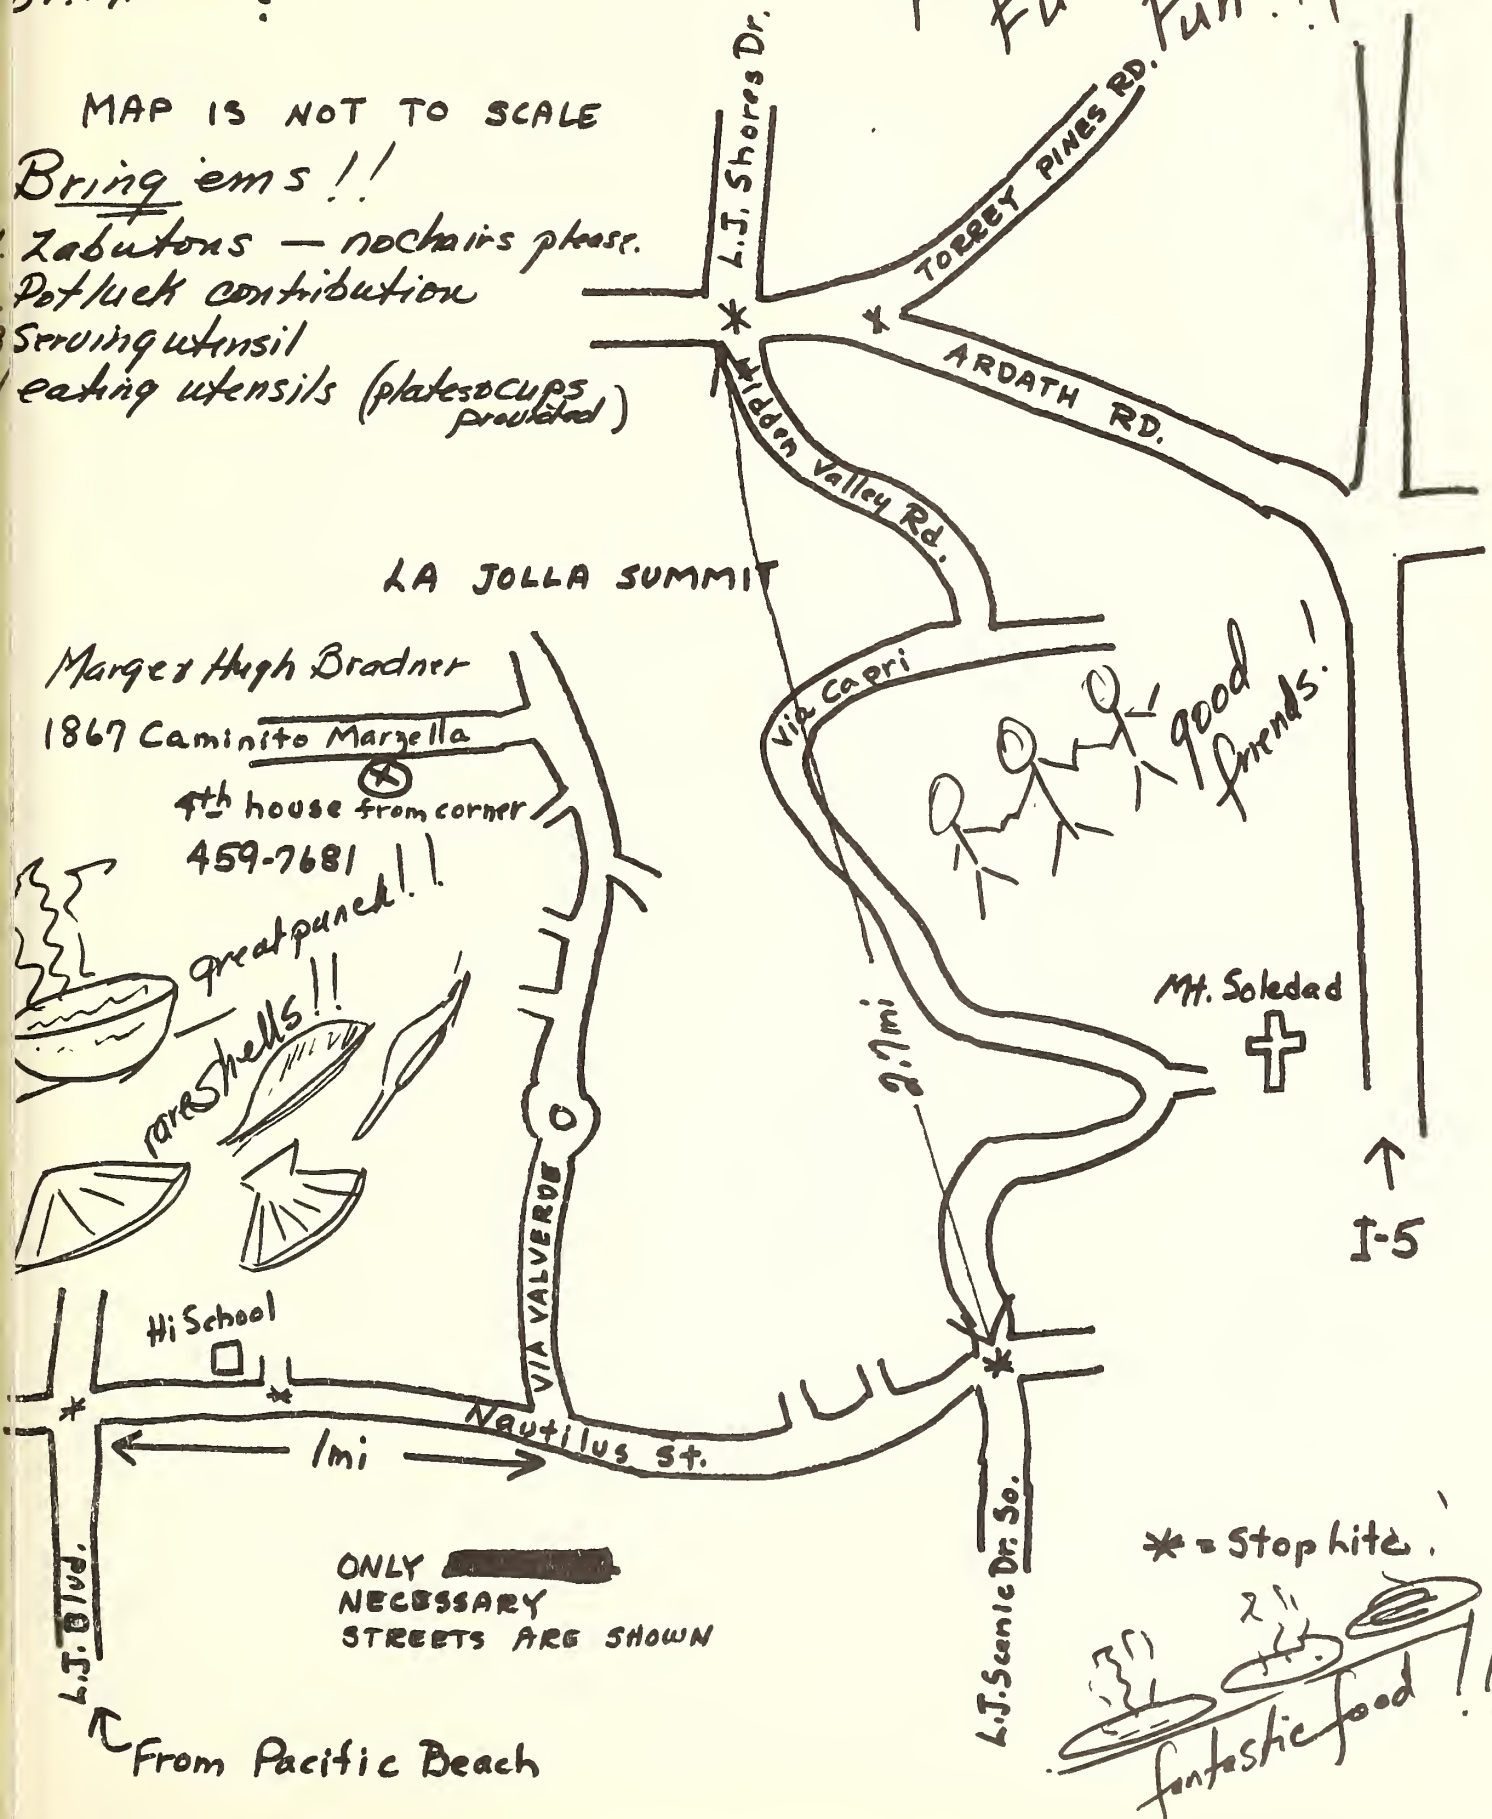 Fun!!
MAP IS NOT TO SCALE
Bring 'ems!!
Zabutons — no chairs please.
Potluck contribution
Serving utensil
eating utensils (plates & cups
provided)
L.J. Shores Dr.
TORREY PINES RD.
ARDATH RD.
Hidden Valley Rd.
LA JOLLA SUMMIT
Via Capri
good
friends!
Marge & Hugh Bradner
1867 Caminito Marzella
4th house from corner
459-7681
great punch!!
rare shells!!
2.7mi
Mt. Soledad
I-5
VIA VALVERDE
Hi School
Nautilus St.
1mi
L.J. Blvd.
From Pacific Beach
ONLY
NECESSARY
STREETS ARE SHOWN
L.J. Scenic Dr. So.
* = Stop Lite.
fantastic food!!